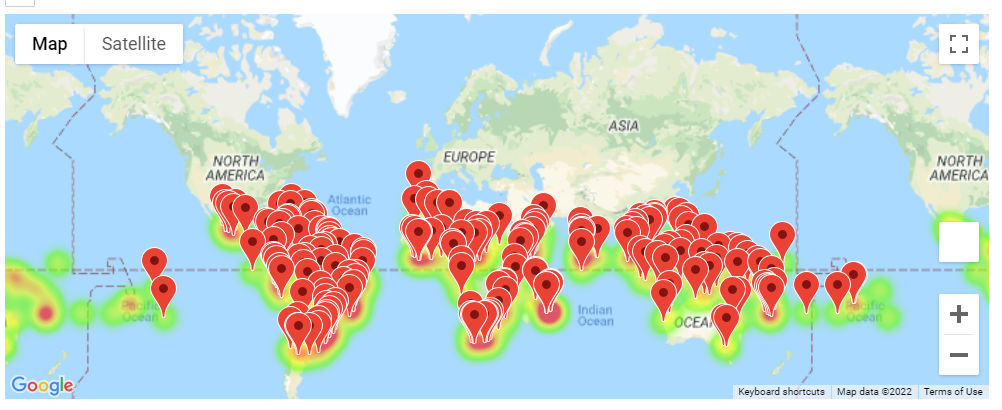 Map
Satellite
ASIA
EUROPE
NORTH
AMERICA
NORTH
AMERICA
Atlantic
Ocean
Pacific
Ocean
Indian
Ocean
Pacific
Ocean
Google
Keyboard shortcuts
Map data ©2022
Terms of Use